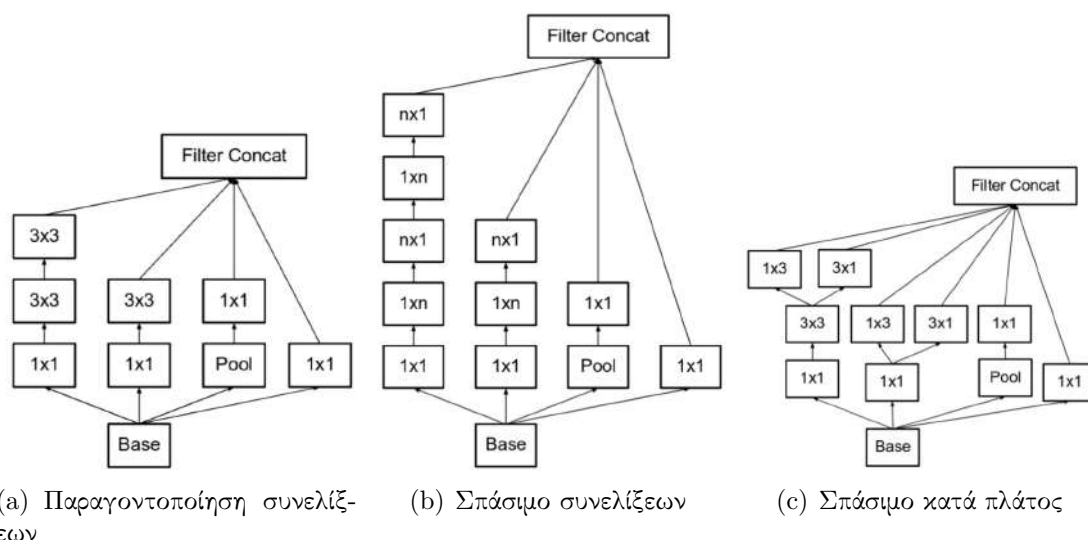 Filter Concat
3x3
3x3 3x3 1x1
1x1 1x1 Pool 1x1
Base
(a) Παραγοντοποίηση συνελίξ-
εων
Filter Concat
nx1
1xn
nx1 nx1
1xn 1xn 1x1
1x1 1x1 Pool 1x1
Base
(b) Σπάσιμο συνελίξεων
Filter Concat
1x3 3x1
3x3 1x3 3x1 1x1
1x1 1x1 Pool 1x1
Base
(c) Σπάσιμο κατά πλάτος